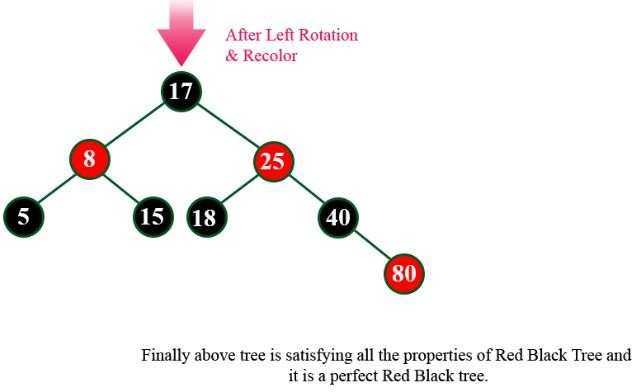 After Left Rotation
& Recolor
17
8
25
5
15
18
40
80
Finally above tree is satisfying all the properties of Red Black Tree and
it is a perfect Red Black tree.